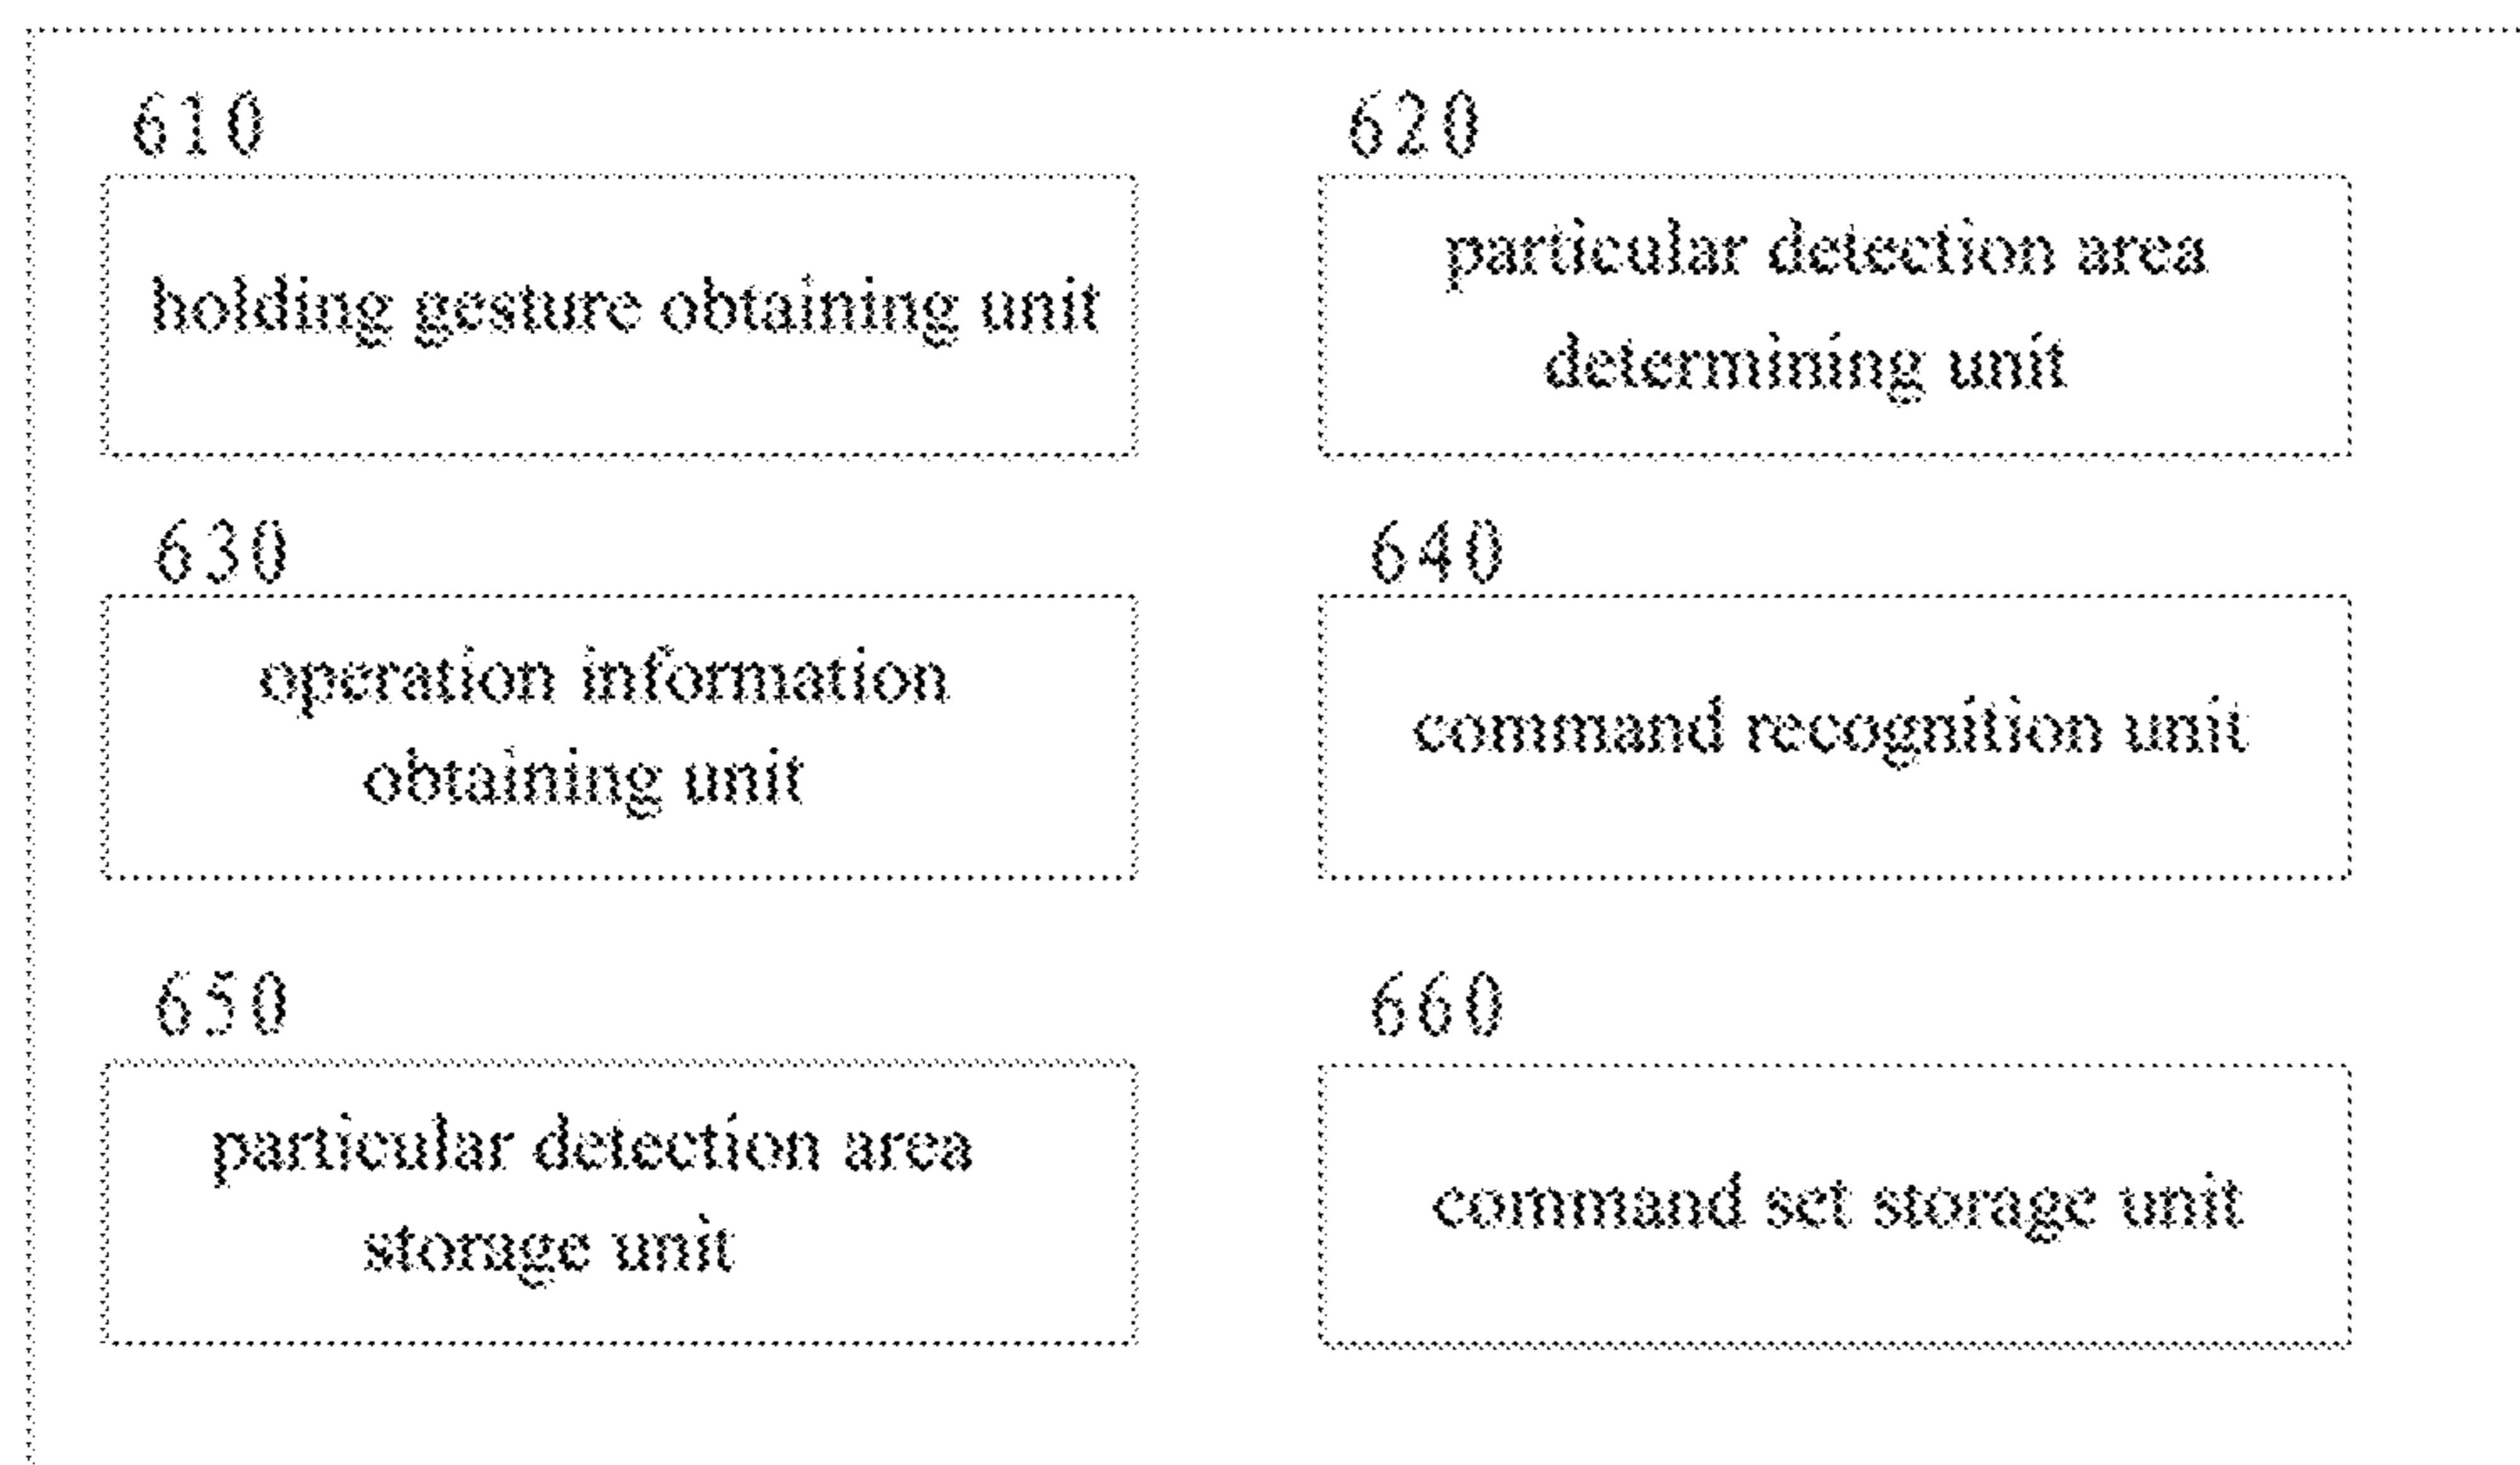 610
620
holding gesture obtaining unit
particular detection area
determining unit
630
640
operation information
obtaining unit
command recognition unit
650
660
particular detection area
storage unit
command set storage unit